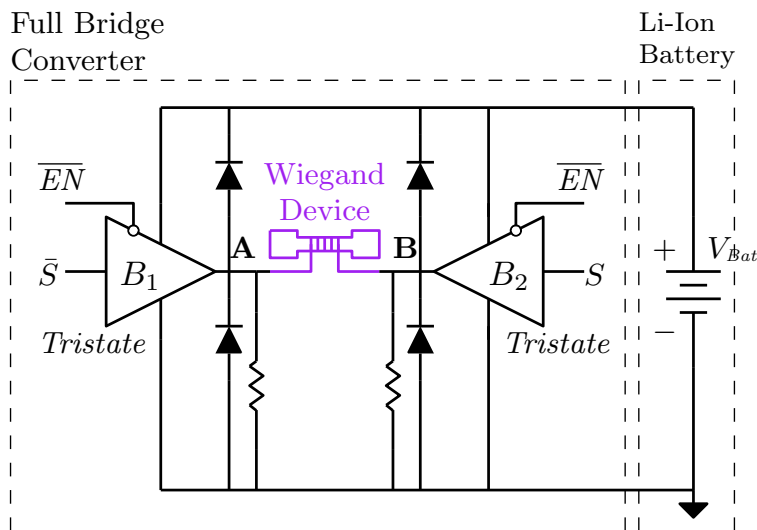 Full Bridge
Converter
Li-Ion
Battery
Wiegand
Device
$\overline{EN}$
$\overline{EN}$
A
B
$\bar{S}$
$B_1$
$B_2$
S
+
$V_{Bat}$
−
Tristate
Tristate